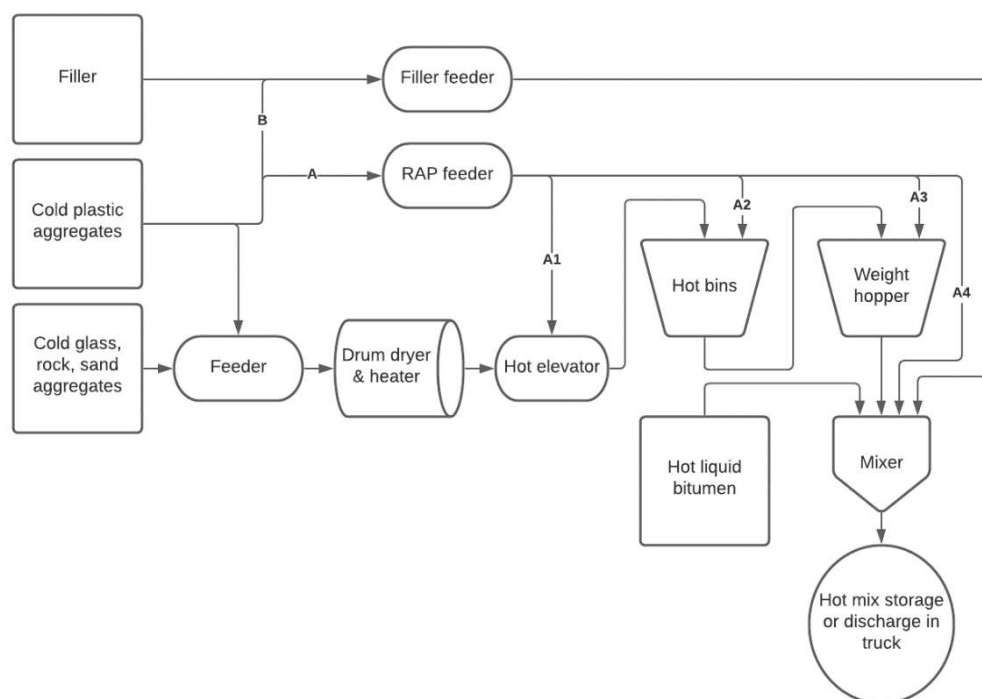 Filler
Filler feeder
B
A
RAP feeder
Cold plastic
aggregates
A2
A3
A1
A4
Hot bins
Weight
hopper
Cold glass,
rock, sand
aggregates
Feeder
Drum dryer
& heater
Hot elevator
Hot liquid
bitumen
Mixer
Hot mix storage
or discharge in
truck